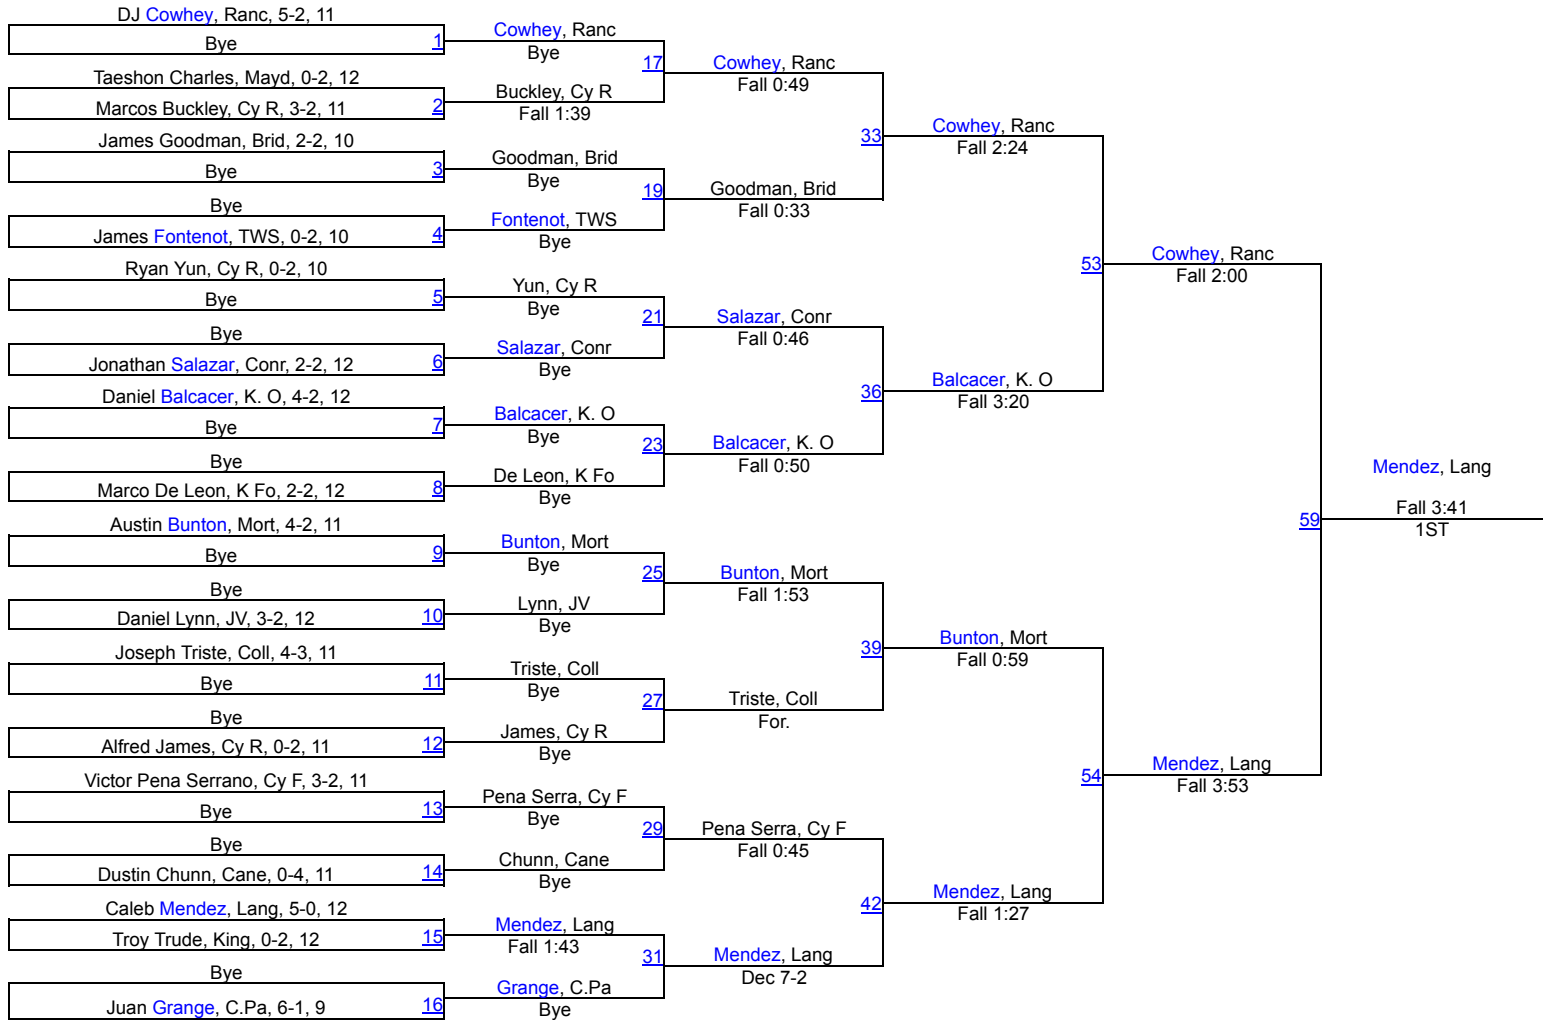 DJ Cowhey, Ranc, 5-2, 11
Bye
1
Taeshon Charles, Mayd, 0-2, 12
Marcos Buckley, Cy R, 3-2, 11
2
James Goodman, Brid, 2-2, 10
Bye
3
Bye
James Fontenot, TWS, 0-2, 10
4
Ryan Yun, Cy R, 0-2, 10
Bye
5
Bye
Jonathan Salazar, Conr, 2-2, 12
6
Daniel Balcacer, K. O, 4-2, 12
Bye
7
Bye
Marco De Leon, K Fo, 2-2, 12
8
Austin Bunton, Mort, 4-2, 11
Bye
9
Bye
Daniel Lynn, JV, 3-2, 12
10
Joseph Triste, Coll, 4-3, 11
Bye
11
Bye
Alfred James, Cy R, 0-2, 11
12
Victor Pena Serrano, Cy F, 3-2, 11
Bye
13
Bye
Dustin Chunn, Cane, 0-4, 11
14
Caleb Mendez, Lang, 5-0, 12
Troy Trude, King, 0-2, 12
15
Bye
Juan Grange, C.Pa, 6-1, 9
16
Cowhey, Ranc
Bye
17
Buckley, Cy R
Fall 1:39
Goodman, Brid
Bye
19
Fontenot, TWS
Bye
Yun, Cy R
Bye
21
Salazar, Conr
Bye
Balcacer, K. O
Bye
23
De Leon, K Fo
Bye
Bunton, Mort
Bye
25
Lynn, JV
Bye
Triste, Coll
Bye
27
James, Cy R
Bye
Pena Serra, Cy F
Bye
29
Chunn, Cane
Bye
Mendez, Lang
Fall 1:43
31
Grange, C.Pa
Bye
Cowhey, Ranc
Fall 0:49
33
Goodman, Brid
Fall 0:33
Salazar, Conr
Fall 0:46
36
Balcacer, K. O
Fall 0:50
Bunton, Mort
Fall 1:53
39
Triste, Coll
For.
Pena Serra, Cy F
Fall 0:45
42
Mendez, Lang
Dec 7-2
Cowhey, Ranc
Fall 2:24
53
Balcacer, K. O
Fall 3:20
Bunton, Mort
Fall 0:59
54
Mendez, Lang
Fall 1:27
Cowhey, Ranc
Fall 2:00
59
Mendez, Lang
Fall 3:53
Mendez, Lang
Fall 3:41
1ST